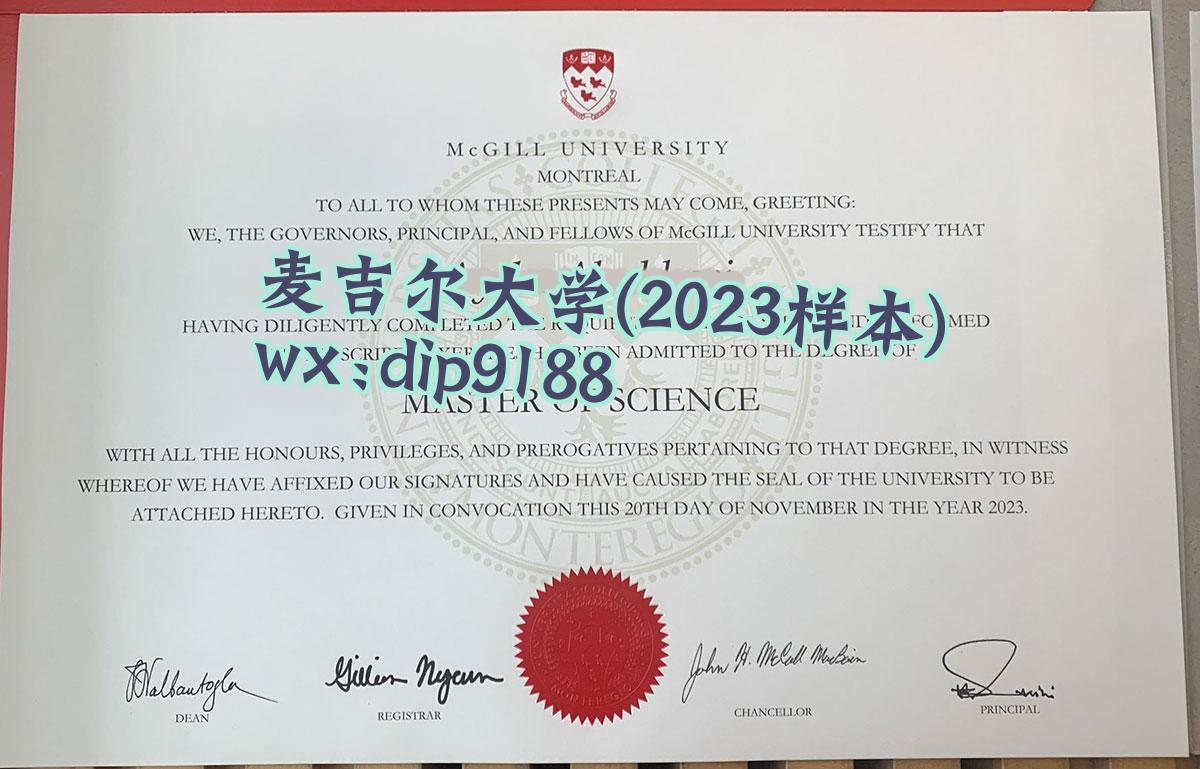 McGILL UNIVERSITY
MONTREAL
TO ALL TO WHOM THESE PRESENTS MAY COME, GREETING:
WE, THE GOVERNORS, PRINCIPAL, AND FELLOWS OF McGILL UNIVERSITY TESTIFY THAT
麦吉尔大学(2023样本)
HAVING DILIGENTLY COMPLETED
wx:dip9188
BEEN ADMITTED TO THE DEGREE OF
MASTER OF SCIENCE
WITH ALL THE HONOURS, PRIVILEGES, AND PREROGATIVES PERTAINING TO THAT DEGREE, IN WITNESS
WHEREOF WE HAVE AFFIXED OUR SIGNATURES AND HAVE CAUSED THE SEAL OF THE UNIVERSITY TO BE
ATTACHED HERETO. GIVEN IN CONVOCATION THIS 20TH DAY OF NOVEMBER IN THE YEAR 2023.
DEAN
REGISTRAR
CHANCELLOR
PRINCIPAL